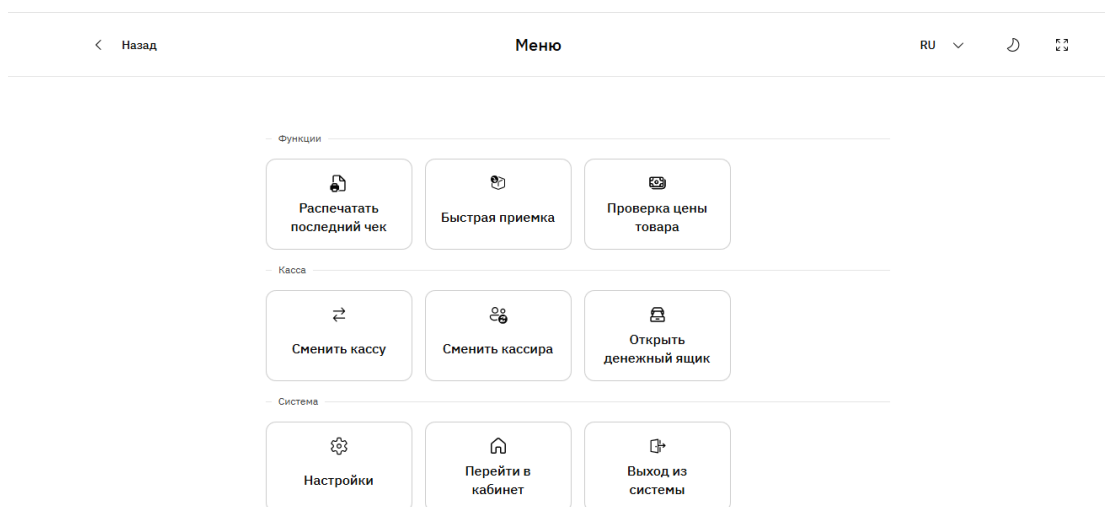 Назад
Меню
RU
Функции
Распечатать
последний чек
Быстрая приемка
Проверка цены
товара
Касса
Сменить кассу
Сменить кассира
Открыть
денежный ящик
Система
Настройки
Перейти в
кабинет
Выход из
системы